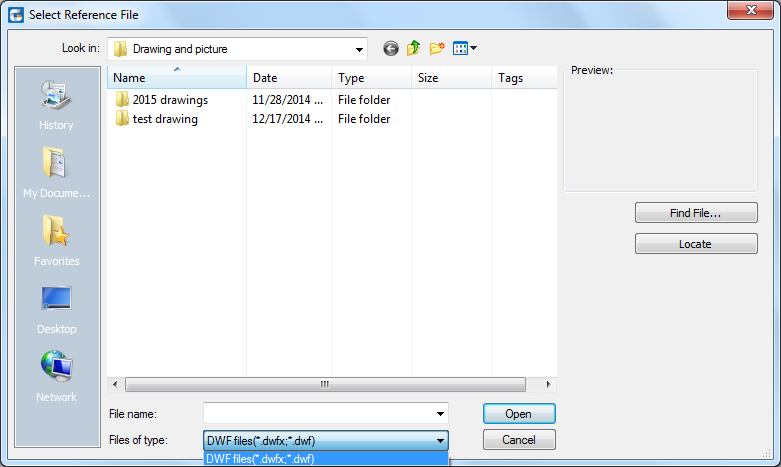 Select Reference File
Look in: Drawing and picture
Name Date Type Size Tags
2015 drawings 11/28/2014 ... File folder
test drawing 12/17/2014 ... File folder
History
My Docume...
Favorites
Desktop
Network
Preview:
Find File...
Locate
File name: Open
Files of type: DWF files(*.dwfx;*.dwf) Cancel
DWF files(*.dwfx;*.dwf)